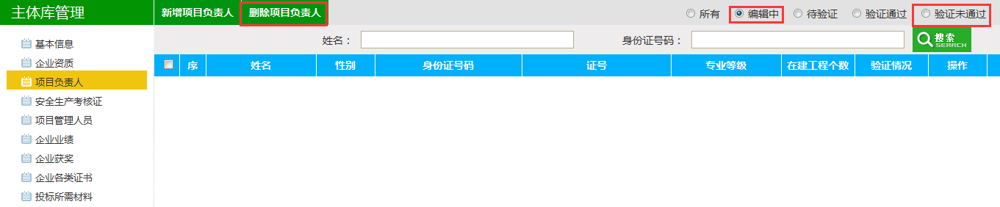 主体库管理
新增项目负责人 删除项目负责人 所有 编辑中 待验证 验证通过 验证未通过
姓名： 身份证号码： 搜索 SEARCH
序 姓名 性别 身份证号码 证号 专业等级 在建工程个数 验证情况 操作
基本信息
企业资质
项目负责人
安全生产考核证
项目管理人员
企业业绩
企业获奖
企业各类证书
投标所需材料